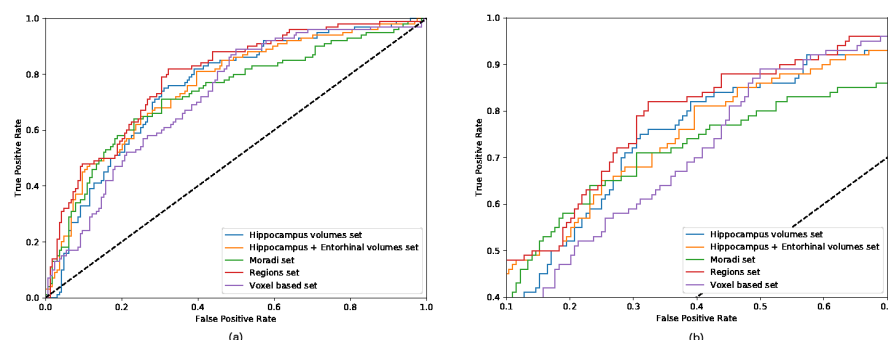 1.0
0.8
0.6
0.4
0.2
0.0
True Positive Rate
0.0 0.2 0.4 0.6 0.8 1.0
False Positive Rate
Hippocampus volumes set
Hippocampus + Entorhinal volumes set
Moradi set
Regions set
Voxel based set
(a)
1.0
0.9
0.8
0.7
0.6
0.5
0.4
True Positive Rate
0.1 0.2 0.3 0.4 0.5 0.6 0.7
False Positive Rate
Hippocampus volumes set
Hippocampus + Entorhinal volumes set
Moradi set
Regions set
Voxel based set
(b)